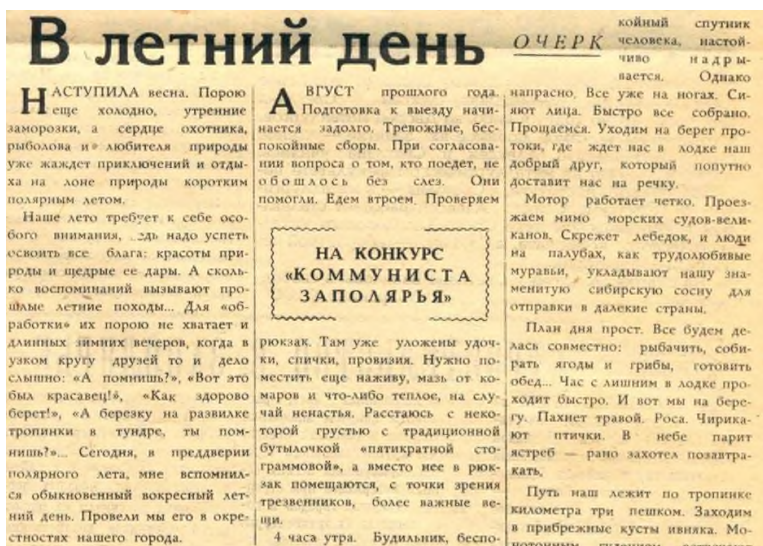 В летний день
ОЧЕРК
НАСТУПИЛА весна. Порою
еще холодно, утренние
заморозки, а сердце охотника,
рыболова и любителя природы
уже жаждет приключений и отды-
ха на лоне природы коротким
полярным летом.
Наше лето требует к себе осо-
бого внимания, ведь надо успеть
освоить все блага: красоты при-
роды и щедрые ее дары. А сколь-
ко воспоминаний вызывают про-
шлые летние походы... Для «об-
работки» их порою не хватает и
длинных зимних вечеров, когда в
узком кругу друзей то и дело
слышно: «А помнишь?», «Вот это
был красавец!», «Как здорово
берет!», «А березку на развилке
тропинки в тундре, ты пом-
нишь?»... Сегодня, в преддверии
полярного лета, мне вспомнил-
ся обыкновенный вокресный лет-
ний день. Провели мы его в окре-
стностях нашего города.
АВГУСТ прошлого года.
Подготовка к выезду начи-
нается задолго. Тревожные, бес-
покойные сборы. При согласова-
нии вопроса о том, кто поедет, не
обошлось без слез. Они
помогли. Едем втроем. Проверяем
НА КОНКУРС
«КОММУНИСТА
ЗАПОЛЯРЬЯ»
рюкзак. Там уже уложены удоч-
ки, спички, провизия. Нужно по-
местить еще наживу, мазь от ко-
маров и что-либо теплое, на слу-
чай ненастья. Расстаюсь с неко-
торой грустью с традиционной
бутылочкой «пятикратной сто-
граммовой», а вместо нее в рюк-
зак помещаются, с точки зрения
трезвенников, более важные ве-
щи.
4 часа утра. Будильник, беспо-
койный спутник
человека, настой-
чиво надры-
вается. Однако
напрасно. Все уже на ногах. Си-
яют лица. Быстро все собрано.
Прощаемся. Уходим на берег про-
токи, где ждет нас в лодке наш
добрый друг, который попутно
доставит нас на речку.
Мотор работает четко. Проез-
жаем мимо морских судов-вели-
канов. Скрежет лебедок, и люди
на палубах, как трудолюбивые
муравьи, укладывают нашу зна-
менитую сибирскую сосну для
отправки в далекие страны.
План дня прост. Все будем де-
лась совместно: рыбачить, соби-
рать ягоды и грибы, готовить
обед... Час с лишним в лодке про-
ходит быстро. И вот мы на бере-
гу. Пахнет травой. Роса. Чирика-
ют птички. В небе парит
ястреб — рано захотел позавтра-
кать.
Путь наш лежит по тропинке
километра три пешком. Заходим
в прибрежные кусты ивняка. Мо-